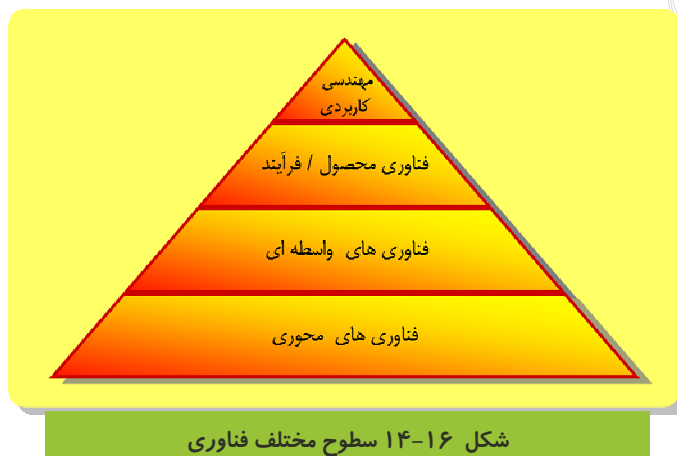 مهندسی
کاربردی
فناوری محصول / فرآیند
فناوری های واسطه ای
فناوری های محوری
شکل ۱۶-۱۴ سطوح مختلف فناوری